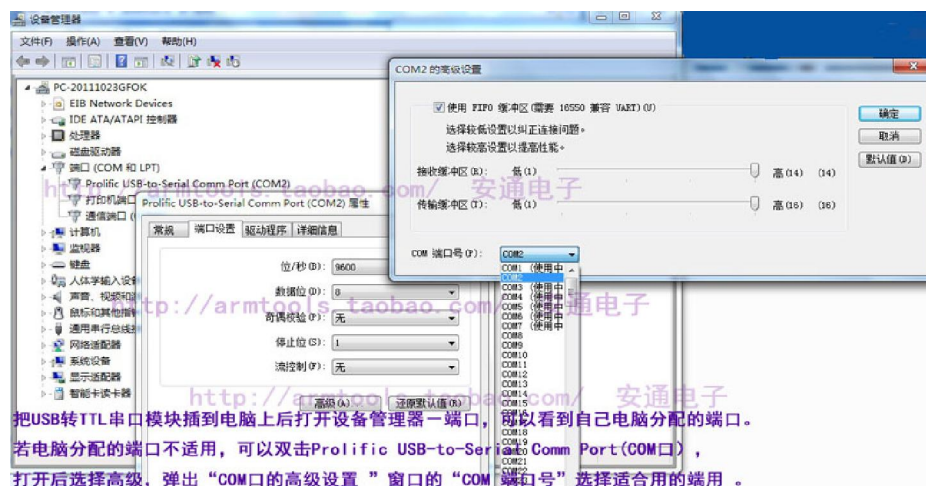 设备管理器
文件(F) 操作(A) 查看(V) 帮助(H)
PC-20111023GFOK
EIB Network Devices
IDE ATA/ATAPI 控制器
处理器
磁盘驱动器
端口 (COM 和 LPT)
Prolific USB-to-Serial Comm Port (COM2)
打印机端口
通信端口 (
计算机
监视器
键盘
人体学输入设备
声音、视频和
鼠标和其他指针
通用串行总线
网络适配器
系统设备
显示适配器
智能卡读卡器
COM2 的高级设置
使用 FIFO 缓冲区(需要 16550 兼容 UART)(U)
选择较低设置以纠正连接问题。
选择较高设置以提高性能。
接收缓冲区(R): 低(1) 高(14) (14)
传输缓冲区(T): 低(1) 高(16) (16)
COM 端口号(P): COM2
确定
取消
默认值(D)
COM1 (使用中
COM2
COM3 (使用中
COM4 (使用中
COM5 (使用中
COM6 (使用中
COM7 (使用中
COM8
COM9
COM10
COM11
COM12
COM13
COM14
COM15
COM18
COM19
COM21
Prolific USB-to-Serial Comm Port (COM2) 属性
常规 端口设置 驱动程序 详细信息
位/秒(B): 9600
数据位(D): 8
奇偶校验(P): 无
停止位(S): 1
流控制(F): 无
高级(A) 还原默认值(R)
http://armtools.taobao.com/ 安通电子
http://armtools.taobao.com/ 安通电子
http://armtools.taobao.com/ 安通电子
把USB转TTL串口模块插到电脑上后打开设备管理器－端口，可以看到自己电脑分配的端口。
若电脑分配的端口不适用，可以双击Prolific USB-to-Serial Comm Port(COM口)，
打开后选择高级，弹出“COM口的高级设置 ”窗口的“COM 端口号”选择适合用的端用 。